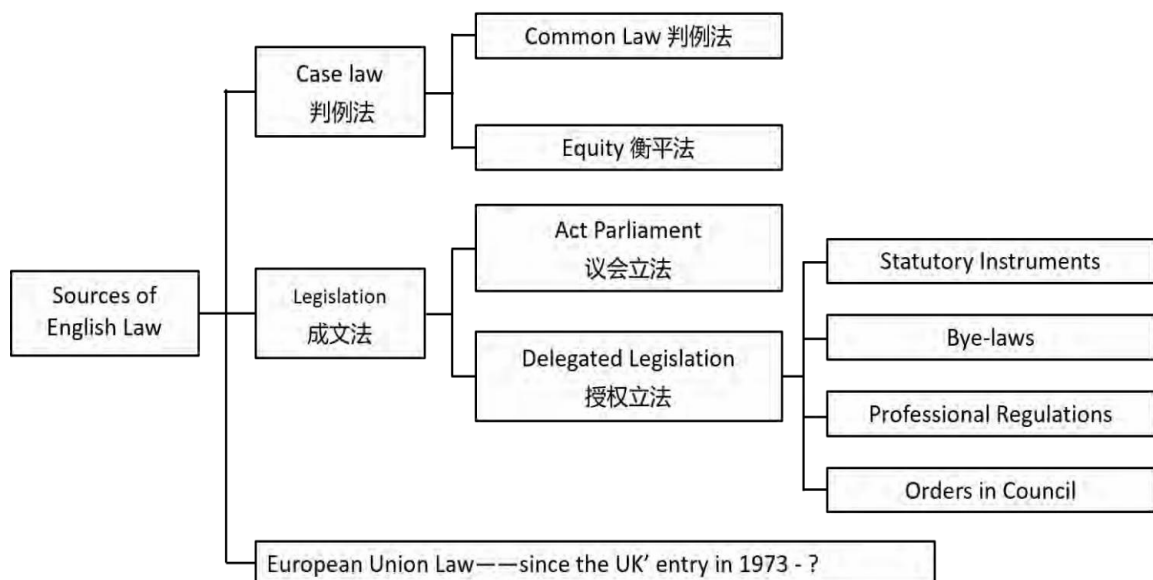 Sources of
English Law
Case law
判例法
Common Law 判例法
Equity 衡平法
Legislation
成文法
Act Parliament
议会立法
Delegated Legislation
授权立法
Statutory Instruments
Bye-laws
Professional Regulations
Orders in Council
European Union Law——since the UK’ entry in 1973 - ?